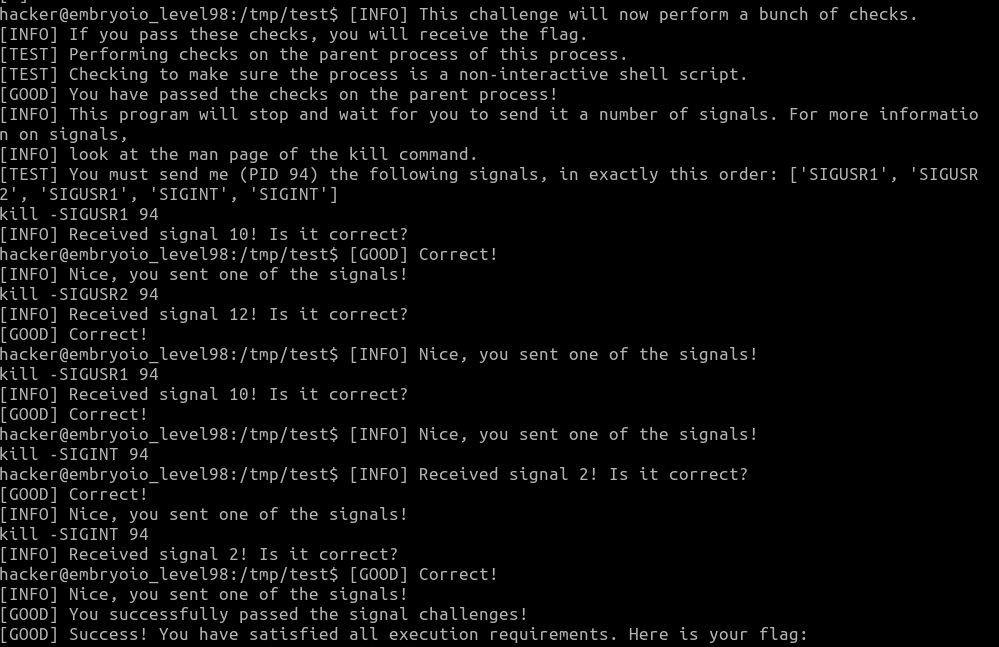 hacker@embryoio_level98:/tmp/test$ [INFO] This challenge will now perform a bunch of checks.
[INFO] If you pass these checks, you will receive the flag.
[TEST] Performing checks on the parent process of this process.
[TEST] Checking to make sure the process is a non-interactive shell script.
[GOOD] You have passed the checks on the parent process!
[INFO] This program will stop and wait for you to send it a number of signals. For more informatio
n on signals,
[INFO] look at the man page of the kill command.
[TEST] You must send me (PID 94) the following signals, in exactly this order: ['SIGUSR1', 'SIGUSR
2', 'SIGUSR1', 'SIGINT', 'SIGINT']
kill -SIGUSR1 94
[INFO] Received signal 10! Is it correct?
hacker@embryoio_level98:/tmp/test$ [GOOD] Correct!
[INFO] Nice, you sent one of the signals!
kill -SIGUSR2 94
[INFO] Received signal 12! Is it correct?
[GOOD] Correct!
hacker@embryoio_level98:/tmp/test$ [INFO] Nice, you sent one of the signals!
kill -SIGUSR1 94
[INFO] Received signal 10! Is it correct?
[GOOD] Correct!
hacker@embryoio_level98:/tmp/test$ [INFO] Nice, you sent one of the signals!
kill -SIGINT 94
hacker@embryoio_level98:/tmp/test$ [INFO] Received signal 2! Is it correct?
[GOOD] Correct!
[INFO] Nice, you sent one of the signals!
kill -SIGINT 94
[INFO] Received signal 2! Is it correct?
hacker@embryoio_level98:/tmp/test$ [GOOD] Correct!
[INFO] Nice, you sent one of the signals!
[GOOD] You successfully passed the signal challenges!
[GOOD] Success! You have satisfied all execution requirements. Here is your flag: